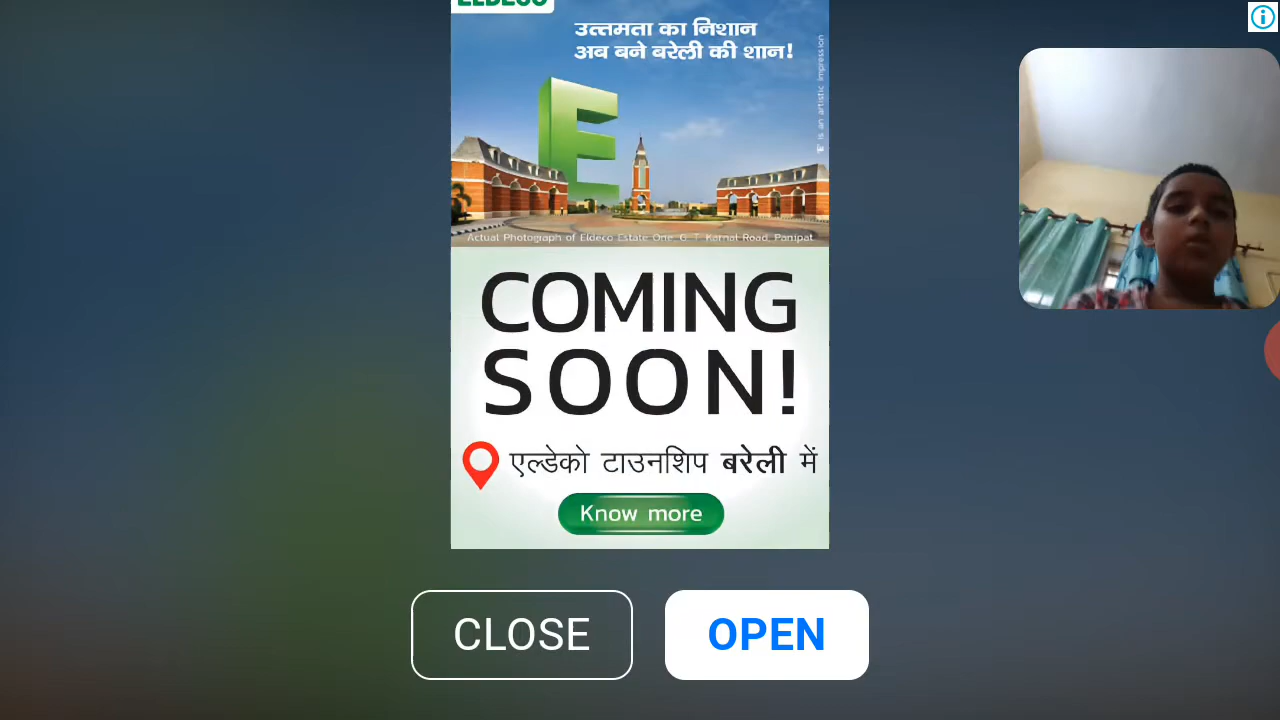 ELDECO
उत्तमता का निशान
अब बने बरेली की शान!
'E' is an artistic impression
Actual Photograph of Eldeco Estate One, G. T. Karnal Road, Panipat
COMING
SOON!
एल्डेको टाउनशिप बरेली में
Know more
CLOSE
OPEN